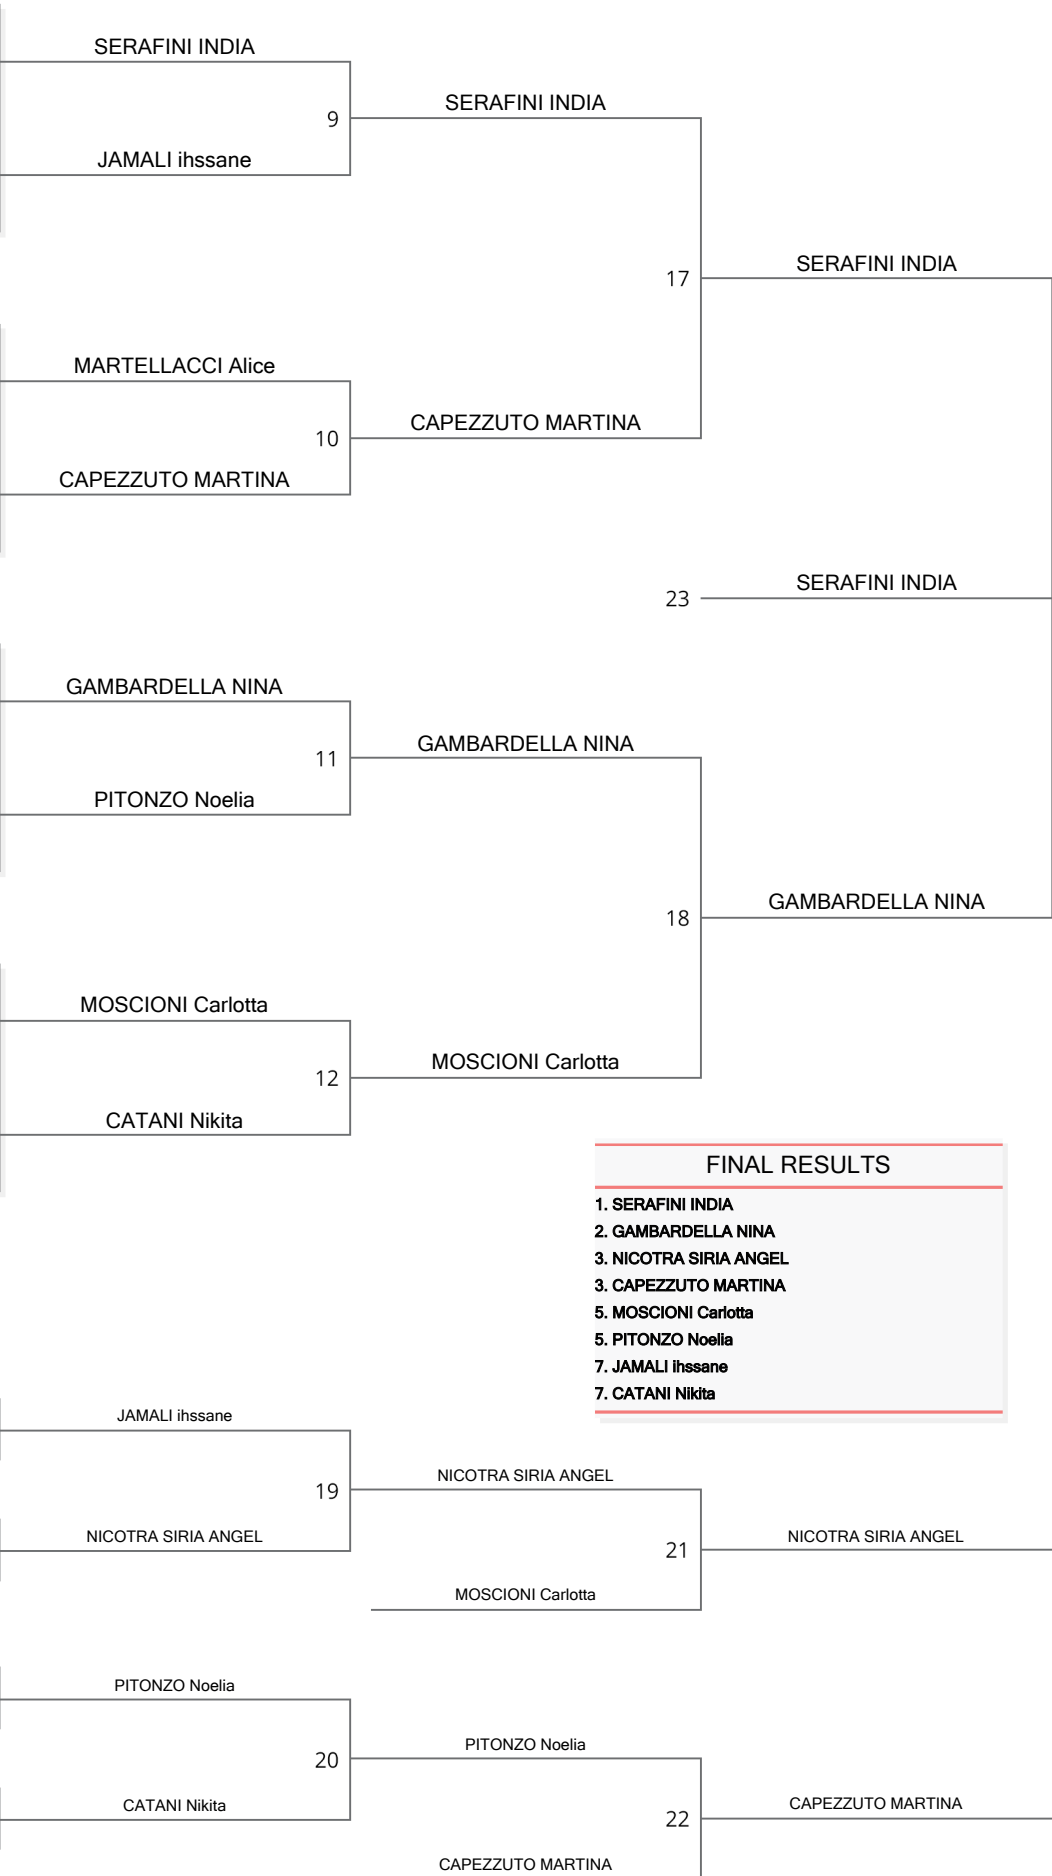 SERAFINI INDIA
SERAFINI INDIA
9
JAMALI ihssane
SERAFINI INDIA
17
MARTELLACCI Alice
CAPEZZUTO MARTINA
10
CAPEZZUTO MARTINA
SERAFINI INDIA
23
GAMBARDELLA NINA
GAMBARDELLA NINA
11
PITONZO Noelia
GAMBARDELLA NINA
18
MOSCIONI Carlotta
MOSCIONI Carlotta
12
CATANI Nikita
FINAL RESULTS
1. SERAFINI INDIA
2. GAMBARDELLA NINA
3. NICOTRA SIRIA ANGEL
3. CAPEZZUTO MARTINA
5. MOSCIONI Carlotta
5. PITONZO Noelia
7. JAMALI ihssane
7. CATANI Nikita
JAMALI ihssane
NICOTRA SIRIA ANGEL
19
NICOTRA SIRIA ANGEL
NICOTRA SIRIA ANGEL
21
MOSCIONI Carlotta
PITONZO Noelia
PITONZO Noelia
20
CATANI Nikita
CAPEZZUTO MARTINA
22
CAPEZZUTO MARTINA